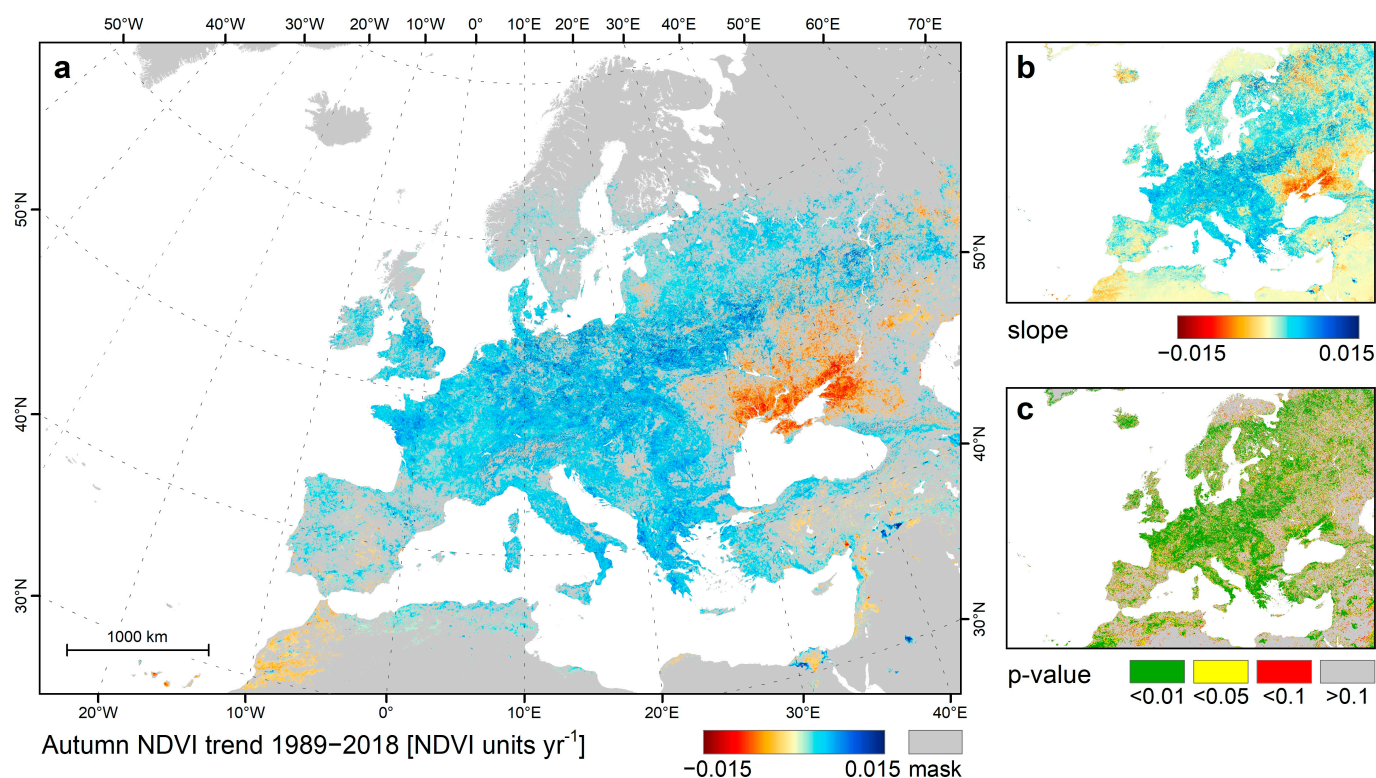 50°W 40°W 30°W 20°W 10°W 0° 10°E 20°E 30°E 40°E 50°E 60°E 70°E
a
50°N
40°N
30°N
50°N
40°N
30°N
1000 km
20°W 10°W 0° 10°E 20°E 30°E 40°E
Autumn NDVI trend 1989−2018 [NDVI units yr⁻¹]
−0.015 0.015 mask
b
slope
−0.015 0.015
c
p-value
<0.01 <0.05 <0.1 >0.1